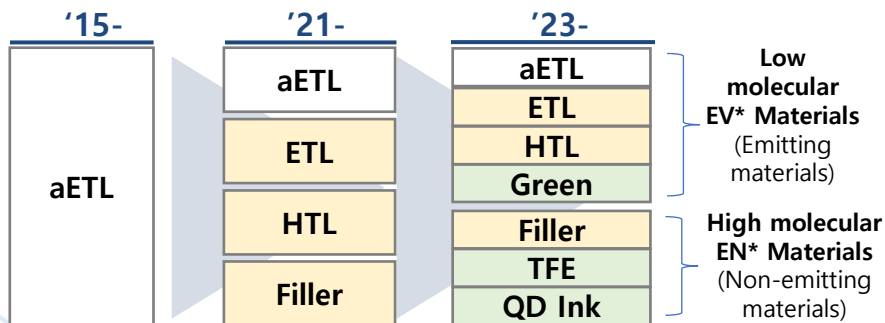 ‘15-
‘21-
‘23-
aETL
aETL
ETL
HTL
Filler
aETL
ETL
HTL
Green
Filler
TFE
QD Ink
Low
molecular
EV* Materials
(Emitting
materials)
High molecular
EN* Materials
(Non-emitting
materials)